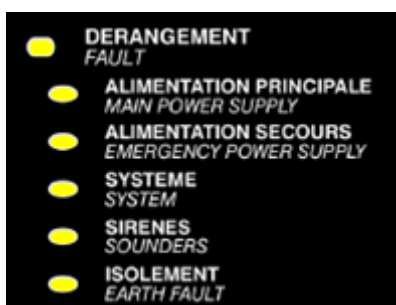 DERANGEMENT
FAULT
ALIMENTATION PRINCIPALE
MAIN POWER SUPPLY
ALIMENTATION SECOURS
EMERGENCY POWER SUPPLY
SYSTEME
SYSTEM
SIRENES
SOUNDERS
ISOLEMENT
EARTH FAULT